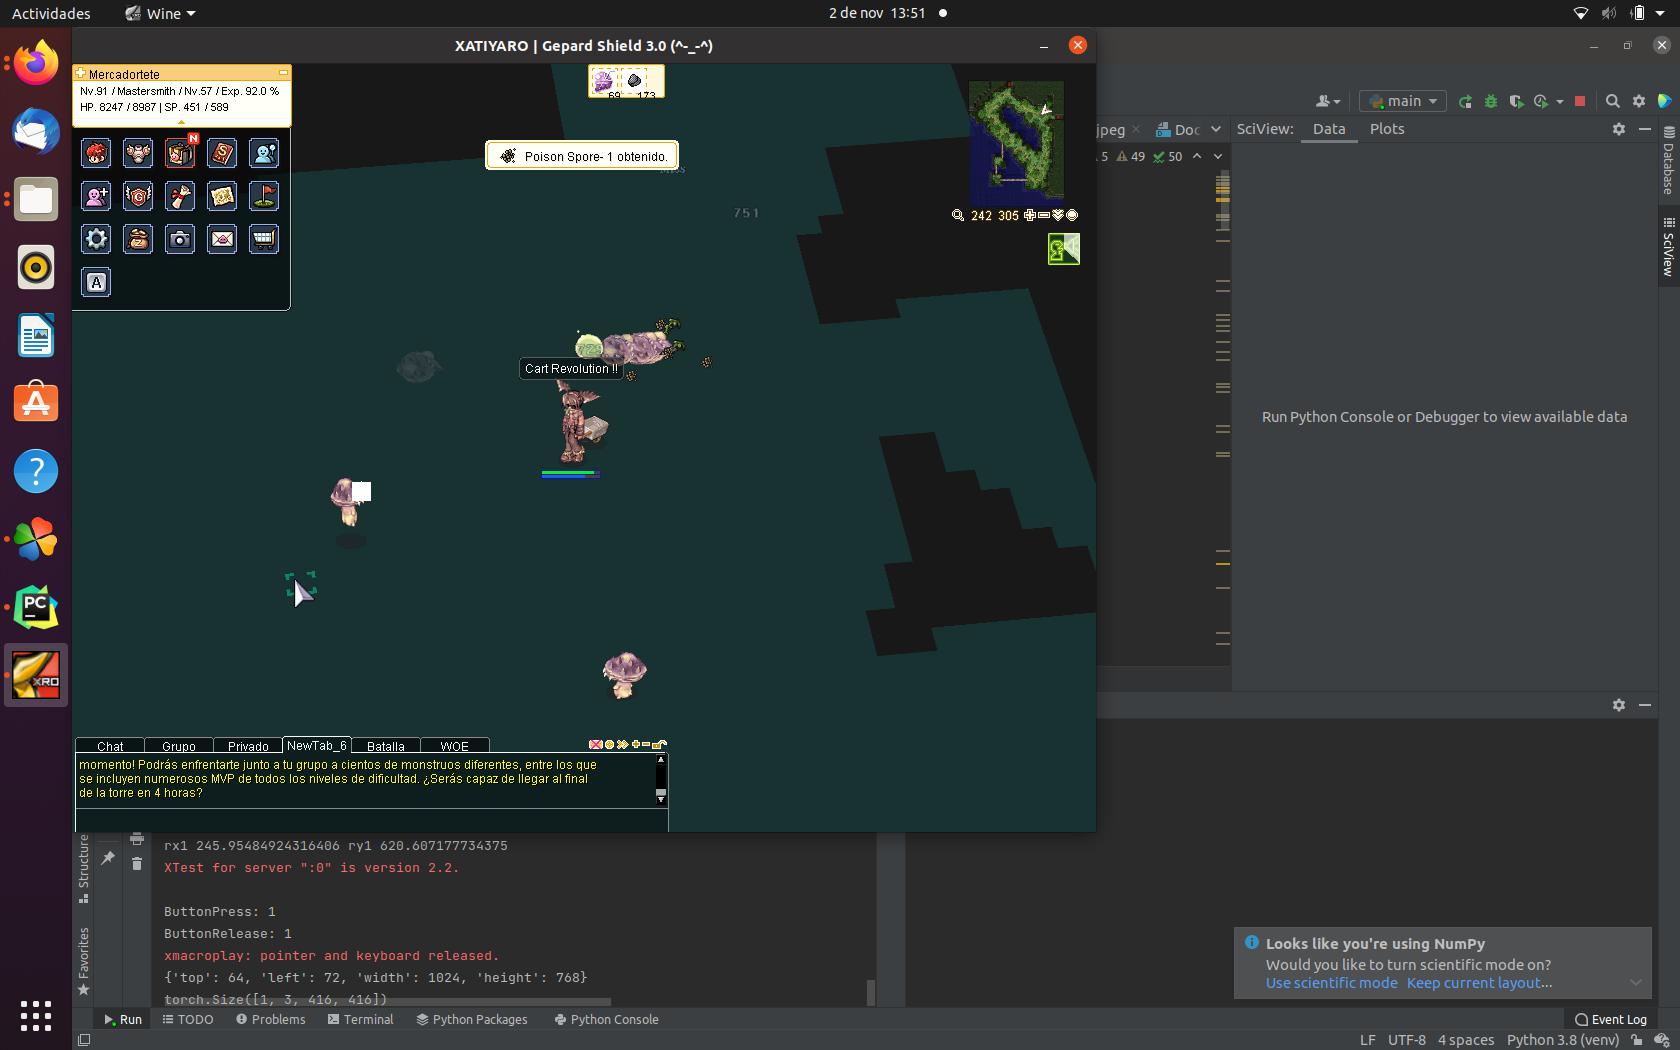 Actividades
Wine
2 de nov 13:51
XATIYARO | Gepard Shield 3.0 (^-_-^)
Mercadortete
Nv.91 / Mastersmith / Nv.57 / Exp. 92.0 %
HP. 8247 / 8987 | SP. 451 / 589
69 173
N
Poison Spore- 1 obtenido.
Miss
751
242 305
A
729
Cart Revolution !!
main
jpeg
Doc
SciView:
Data
Plots
5
49
50
Database
SciView
Run Python Console or Debugger to view available data
XRO
Chat
Grupo
Privado
NewTab_6
Batalla
WOE
momento! Podrás enfrentarte junto a tu grupo a cientos de monstruos diferentes, entre los que
se incluyen numerosos MVP de todos los niveles de dificultad. ¿Serás capaz de llegar al final
de la torre en 4 horas?
Structure
Favorites
rx1 245.95484924316406 ry1 620.607177734375
XTest for server ":0" is version 2.2.
ButtonPress: 1
ButtonRelease: 1
xmacroplay: pointer and keyboard released.
{'top': 64, 'left': 72, 'width': 1024, 'height': 768}
torch.Size([1, 3, 416, 416])
Looks like you're using NumPy
Would you like to turn scientific mode on?
Use scientific mode Keep current layout...
Run
TODO
Problems
Terminal
Python Packages
Python Console
Event Log
LF
UTF-8
4 spaces
Python 3.8 (venv)